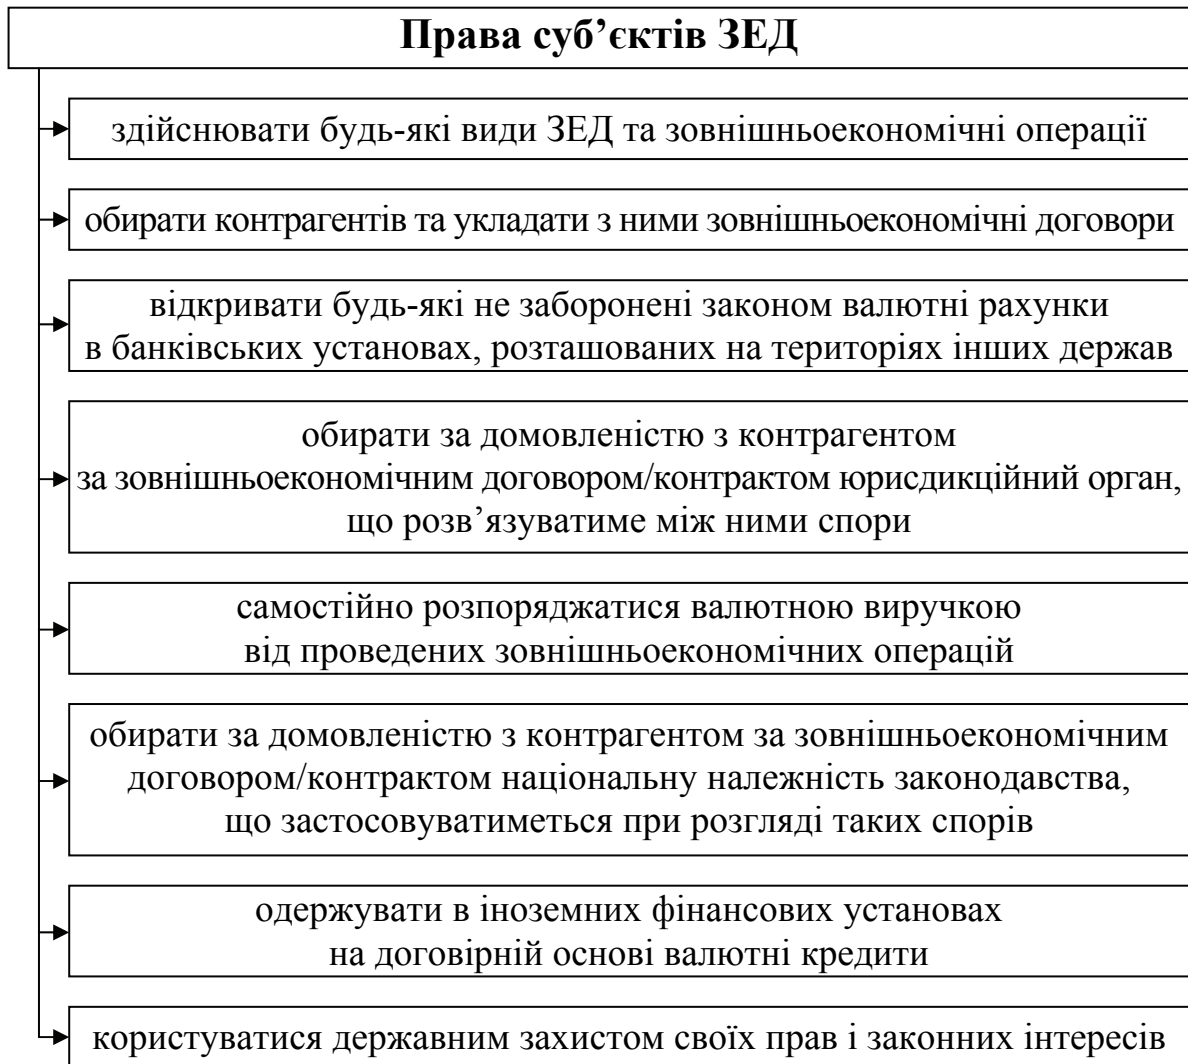 Права суб’єктів ЗЕД
здійснювати будь-які види ЗЕД та зовнішньоекономічні операції
обирати контрагентів та укладати з ними зовнішньоекономічні договори
відкривати будь-які не заборонені законом валютні рахунки
в банківських установах, розташованих на територіях інших держав
обирати за домовленістю з контрагентом
за зовнішньоекономічним договором/контрактом юрисдикційний орган,
що розв’язуватиме між ними спори
самостійно розпоряджатися валютною виручкою
від проведених зовнішньоекономічних операцій
обирати за домовленістю з контрагентом за зовнішньоекономічним
договором/контрактом національну належність законодавства,
що застосовуватиметься при розгляді таких спорів
одержувати в іноземних фінансових установах
на договірній основі валютні кредити
користуватися державним захистом своїх прав і законних інтересів